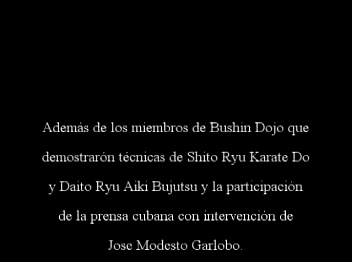 Además de los miembros de Bushin Dojo que
demostrarón técnicas de Shito Ryu Karate Do
y Daito Ryu Aiki Bujutsu y la participación
de la prensa cubana con intervención de
Jose Modesto Garlobo.